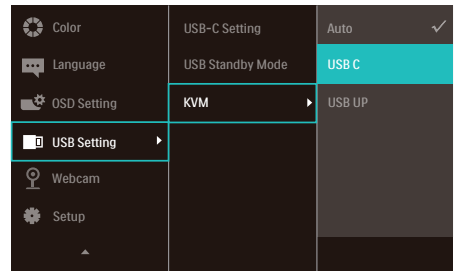 Color
Language
OSD Setting
USB Setting
Webcam
Setup
USB-C Setting
USB Standby Mode
KVM
Auto
USB C
USB UP